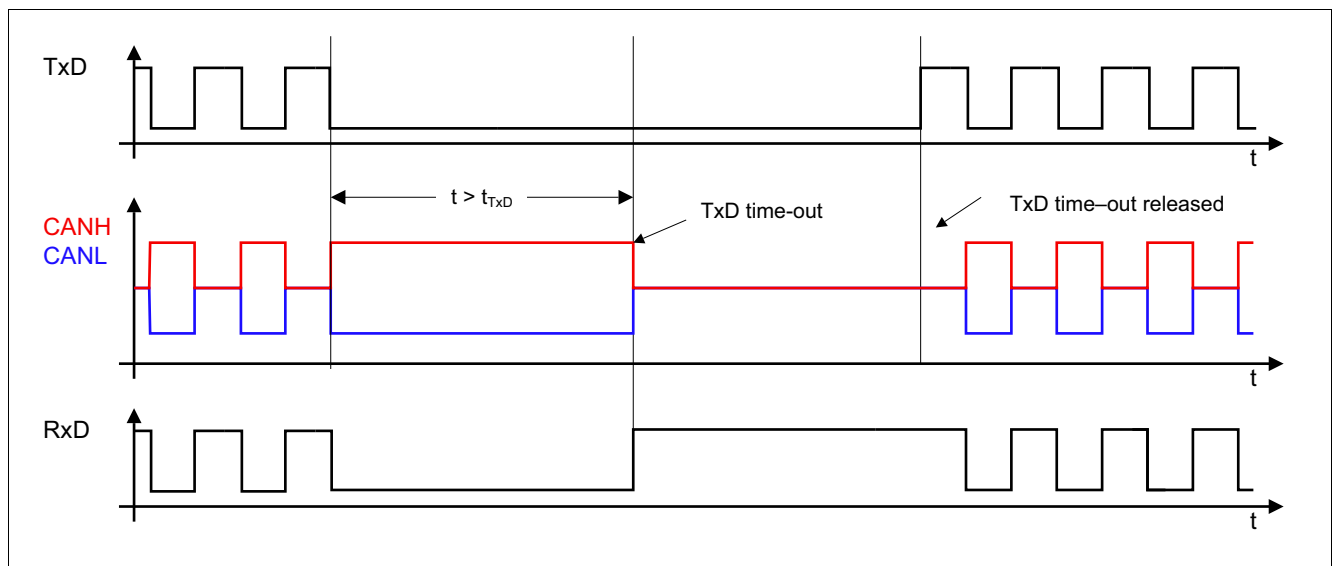 TxD
t
t > tTxD
TxD time-out
TxD time–out released
CANH
CANL
t
RxD
t